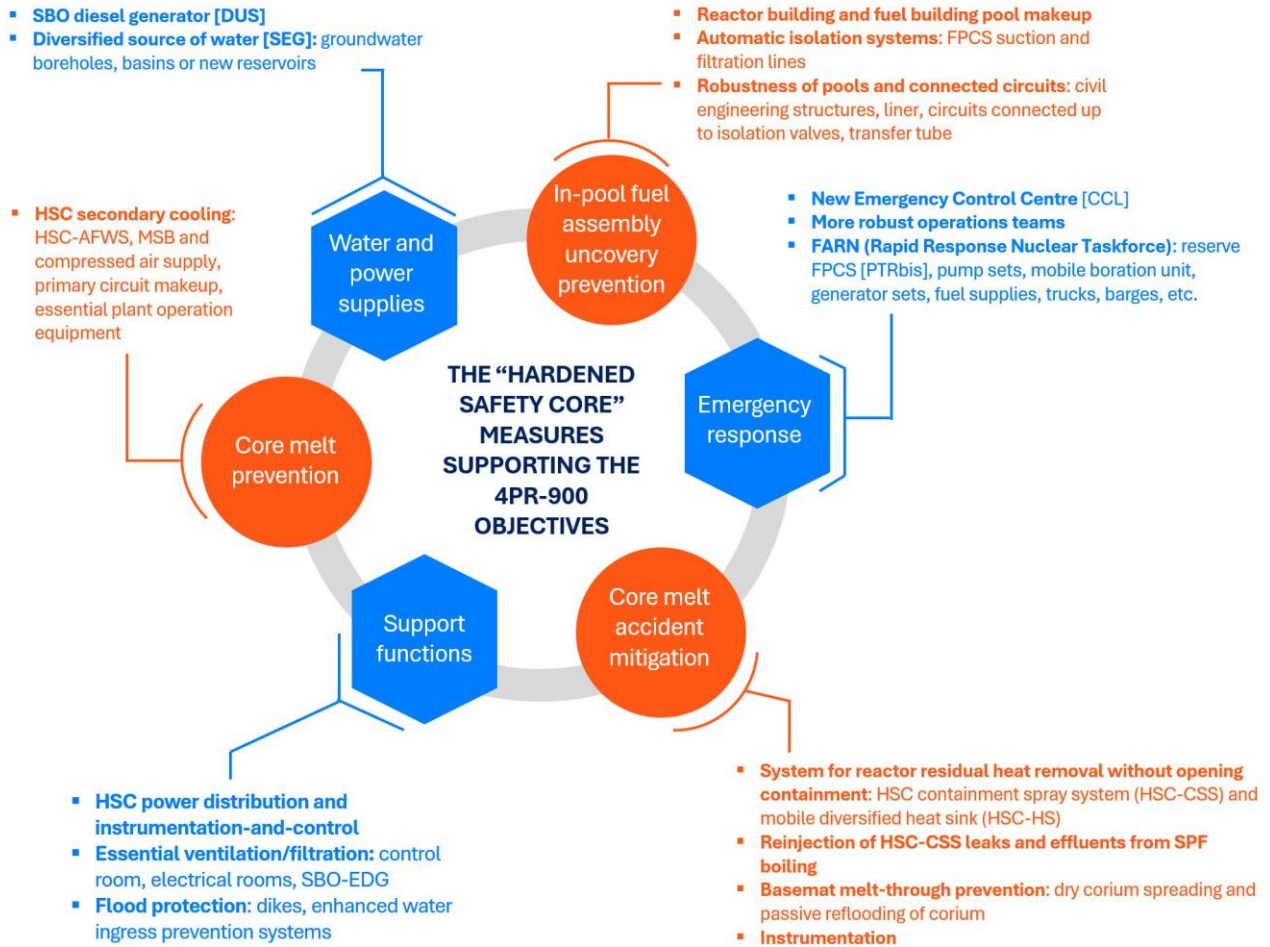 ▪ SBO diesel generator [DUS]
▪ Diversified source of water [SEG]: groundwater
boreholes, basins or new reservoirs
▪ Reactor building and fuel building pool makeup
▪ Automatic isolation systems: FPCS suction and
filtration lines
▪ Robustness of pools and connected circuits: civil
engineering structures, liner, circuits connected up
to isolation valves, transfer tube
▪ HSC secondary cooling:
HSC-AFWS, MSB and
compressed air supply,
primary circuit makeup,
essential plant operation
equipment
Water and
power
supplies
In-pool fuel
assembly
uncovery
prevention
▪ New Emergency Control Centre [CCL]
▪ More robust operations teams
▪ FARN (Rapid Response Nuclear Taskforce): reserve
FPCS [PTRbis], pump sets, mobile boration unit,
generator sets, fuel supplies, trucks, barges, etc.
THE “HARDENED
SAFETY CORE”
MEASURES
SUPPORTING THE
4PR-900
OBJECTIVES
Emergency
response
Core melt
prevention
Support
functions
Core melt
accident
mitigation
▪ HSC power distribution and
instrumentation-and-control
▪ Essential ventilation/filtration: control
room, electrical rooms, SBO-EDG
▪ Flood protection: dikes, enhanced water
ingress prevention systems
▪ System for reactor residual heat removal without opening
containment: HSC containment spray system (HSC-CSS) and
mobile diversified heat sink (HSC-HS)
▪ Reinjection of HSC-CSS leaks and effluents from SPF
boiling
▪ Basemat melt-through prevention: dry corium spreading and
passive reflooding of corium
▪ Instrumentation